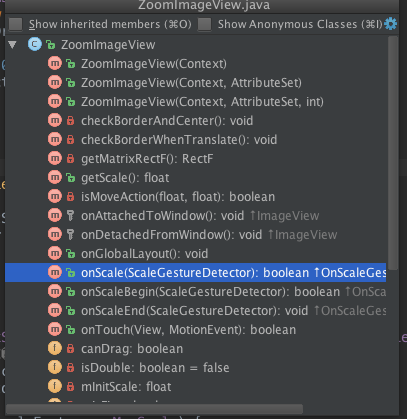 ZoomImageView.java
Show inherited members (⌘O) Show Anonymous Classes (⌘I)
ZoomImageView
ZoomImageView(Context)
ZoomImageView(Context, AttributeSet)
ZoomImageView(Context, AttributeSet, int)
checkBorderAndCenter(): void
checkBorderWhenTranslate(): void
getMatrixRectF(): RectF
getScale(): float
isMoveAction(float, float): boolean
onAttachedToWindow(): void ↑ImageView
onDetachedFromWindow(): void ↑ImageView
onGlobalLayout(): void
onScale(ScaleGestureDetector): boolean ↑OnScaleGes
onScaleBegin(ScaleGestureDetector): boolean ↑OnSca
onScaleEnd(ScaleGestureDetector): void ↑OnScaleGes
onTouch(View, MotionEvent): boolean
canDrag: boolean
isDouble: boolean = false
mInitScale: float